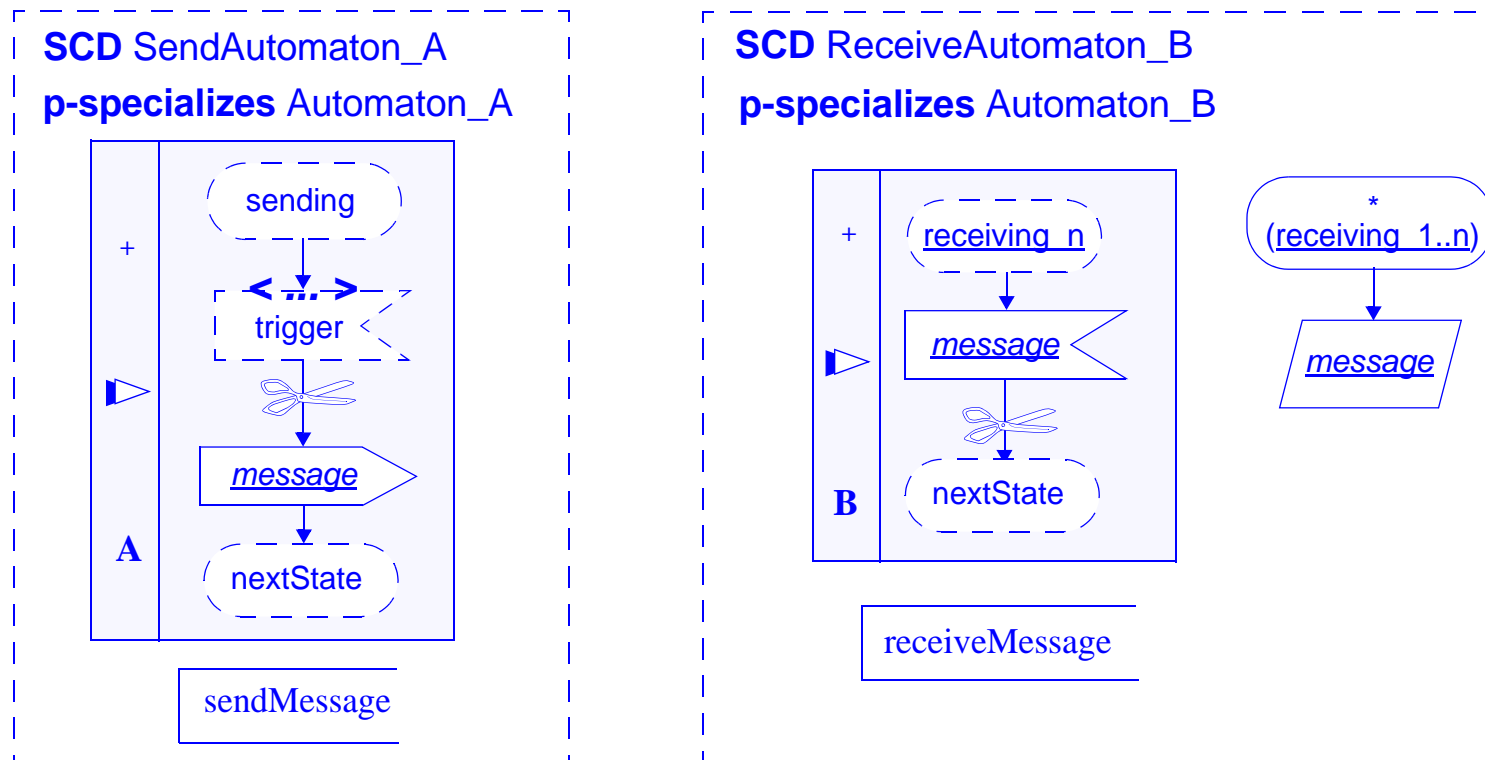 SCD SendAutomaton_A
p-specializes Automaton_A
+
sending
< ... >
trigger
message
A
nextState
sendMessage
SCD ReceiveAutomaton_B
p-specializes Automaton_B
+
receiving_n
message
B
nextState
receiveMessage
*
(receiving_1..n)
message